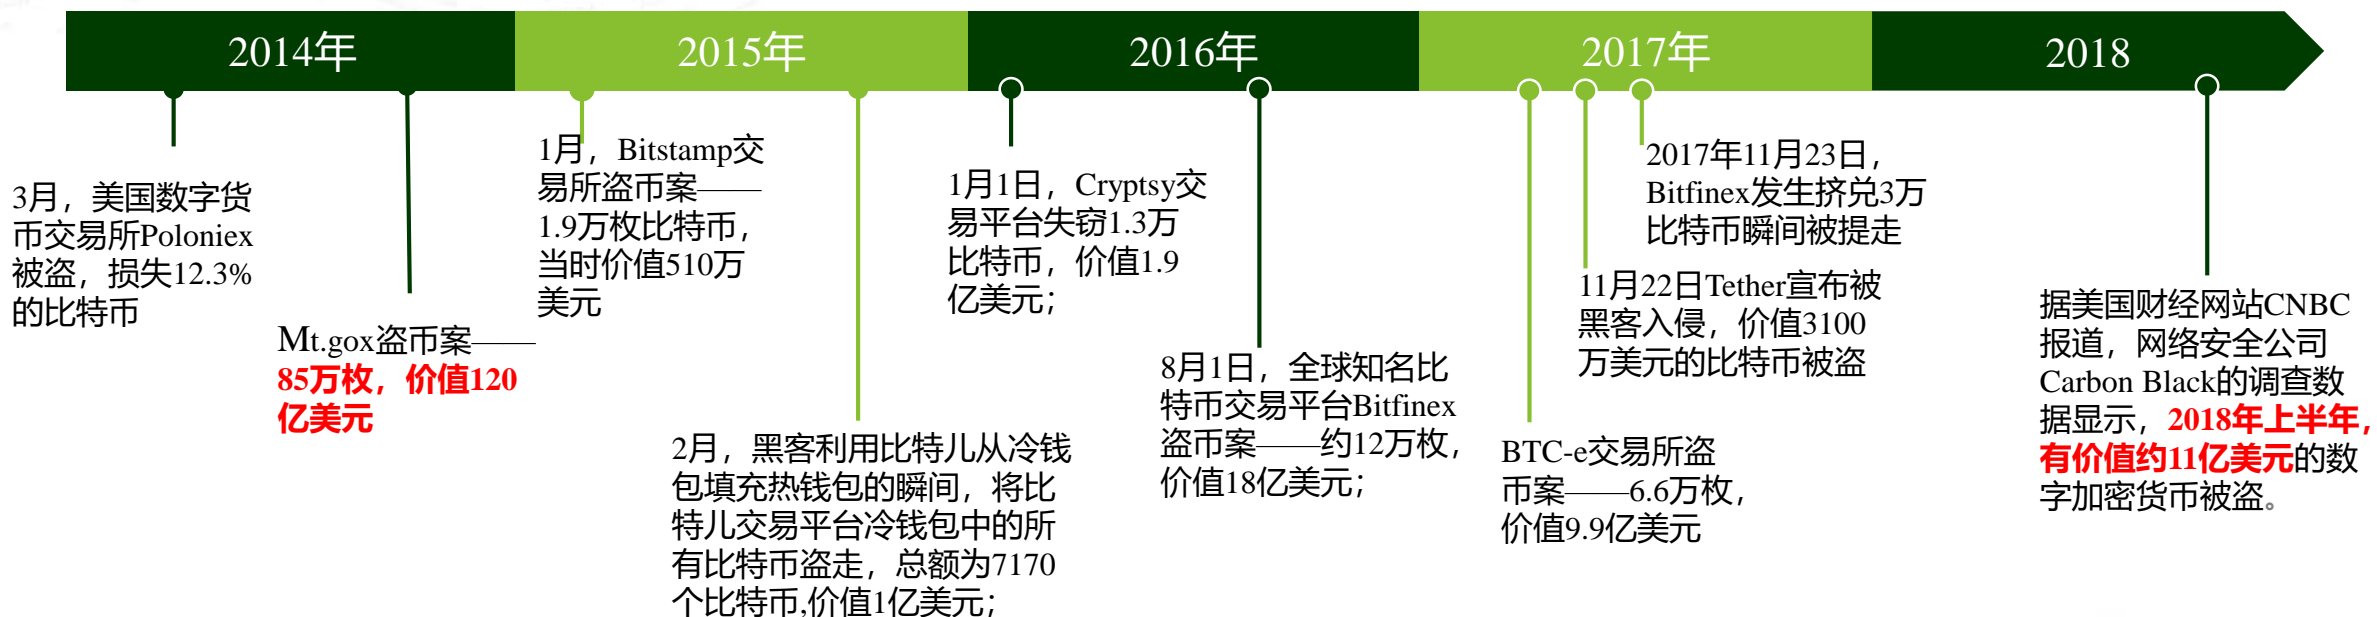 2014年
2015年
2016年
2017年
2018
3月，美国数字货
币交易所Poloniex
被盗，损失12.3%
的比特币
Mt.gox盗币案——
85万枚，价值120
亿美元
1月，Bitstamp交
易所盗币案——
1.9万枚比特币，
当时价值510万
美元
2月，黑客利用比特儿从冷钱
包填充热钱包的瞬间，将比
特儿交易平台冷钱包中的所
有比特币盗走，总额为7170
个比特币,价值1亿美元；
1月1日，Cryptsy交
易平台失窃1.3万
比特币，价值1.9
亿美元；
8月1日，全球知名比
特币交易平台Bitfinex
盗币案——约12万枚，
价值18亿美元；
BTC-e交易所盗
币案——6.6万枚，
价值9.9亿美元
11月22日Tether宣布被
黑客入侵，价值3100
万美元的比特币被盗
2017年11月23日，
Bitfinex发生挤兑3万
比特币瞬间被提走
据美国财经网站CNBC
报道，网络安全公司
Carbon Black的调查数
据显示，2018年上半年，
有价值约11亿美元的数
字加密货币被盗。